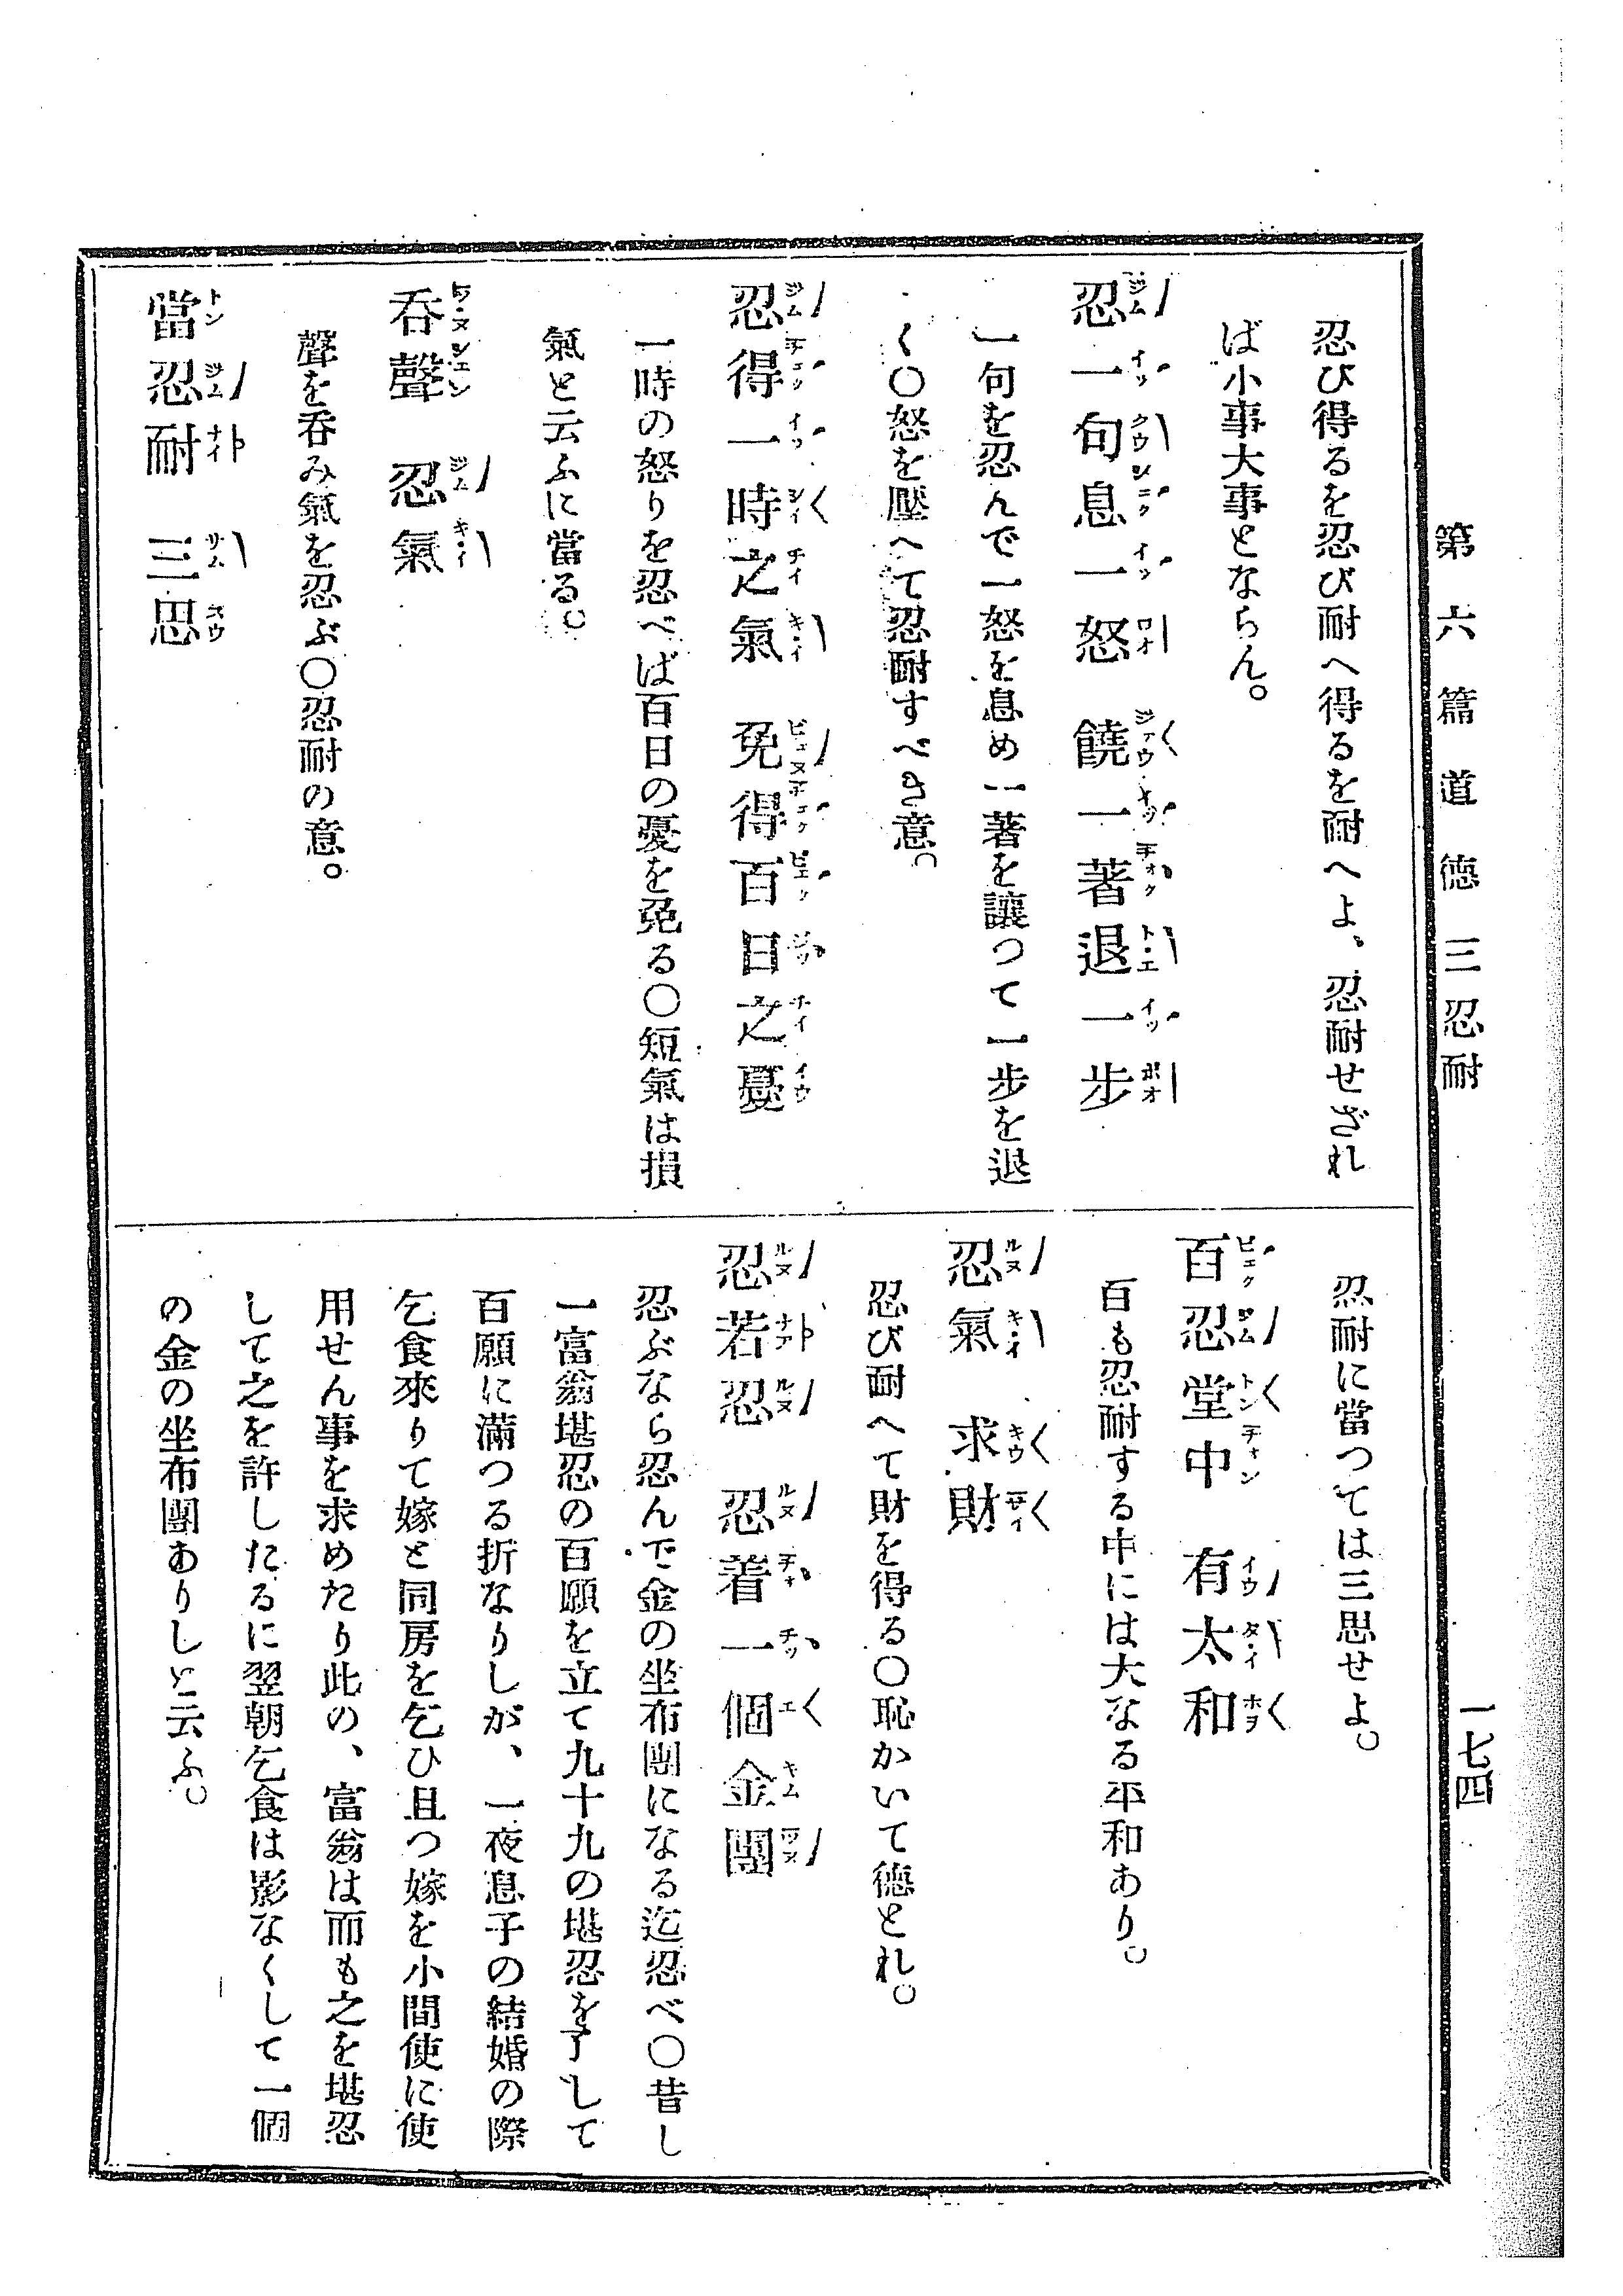 第六篇 道德 三 忍耐
一七四
忍び得るを忍び耐へ得るを耐へよ、忍耐せざれ
ば小事大事とならん。
忍一句息一怒 饒一著退一步
一句を忍んで一怒を息め一著を讓つて一步を退
く〇怒を壓へて忍耐すべき意。
忍得一時之氣 免得百日之憂
一時の怒りを忍べば百日の憂を免る〇短氣は損
氣と云ふに當る。
呑聲 忍氣
聲を呑み氣を忍ぶ〇忍耐の意。
當忍耐 三思
忍耐に當つては三思せよ。
百忍堂中 有太和
百も忍耐する中には大なる平和あり。
忍氣 求財
忍び耐へて財を得る〇恥かいて德とれ。
忍若忍 忍着一個金團
忍ぶなら忍んで金の坐布團になる迄忍べ〇昔し
一富翁堪忍の百願を立て九十九の堪忍を了して
百願に滿つる折なりしが、一夜息子の結婚の際
乞食來りて嫁と同房を乞ひ且つ嫁を小間使に使
用せん事を求めたり此の、富翁は而も之を堪忍
して之を許したるに翌朝乞食は影なくして一個
の金の坐布團ありしと云ふ。